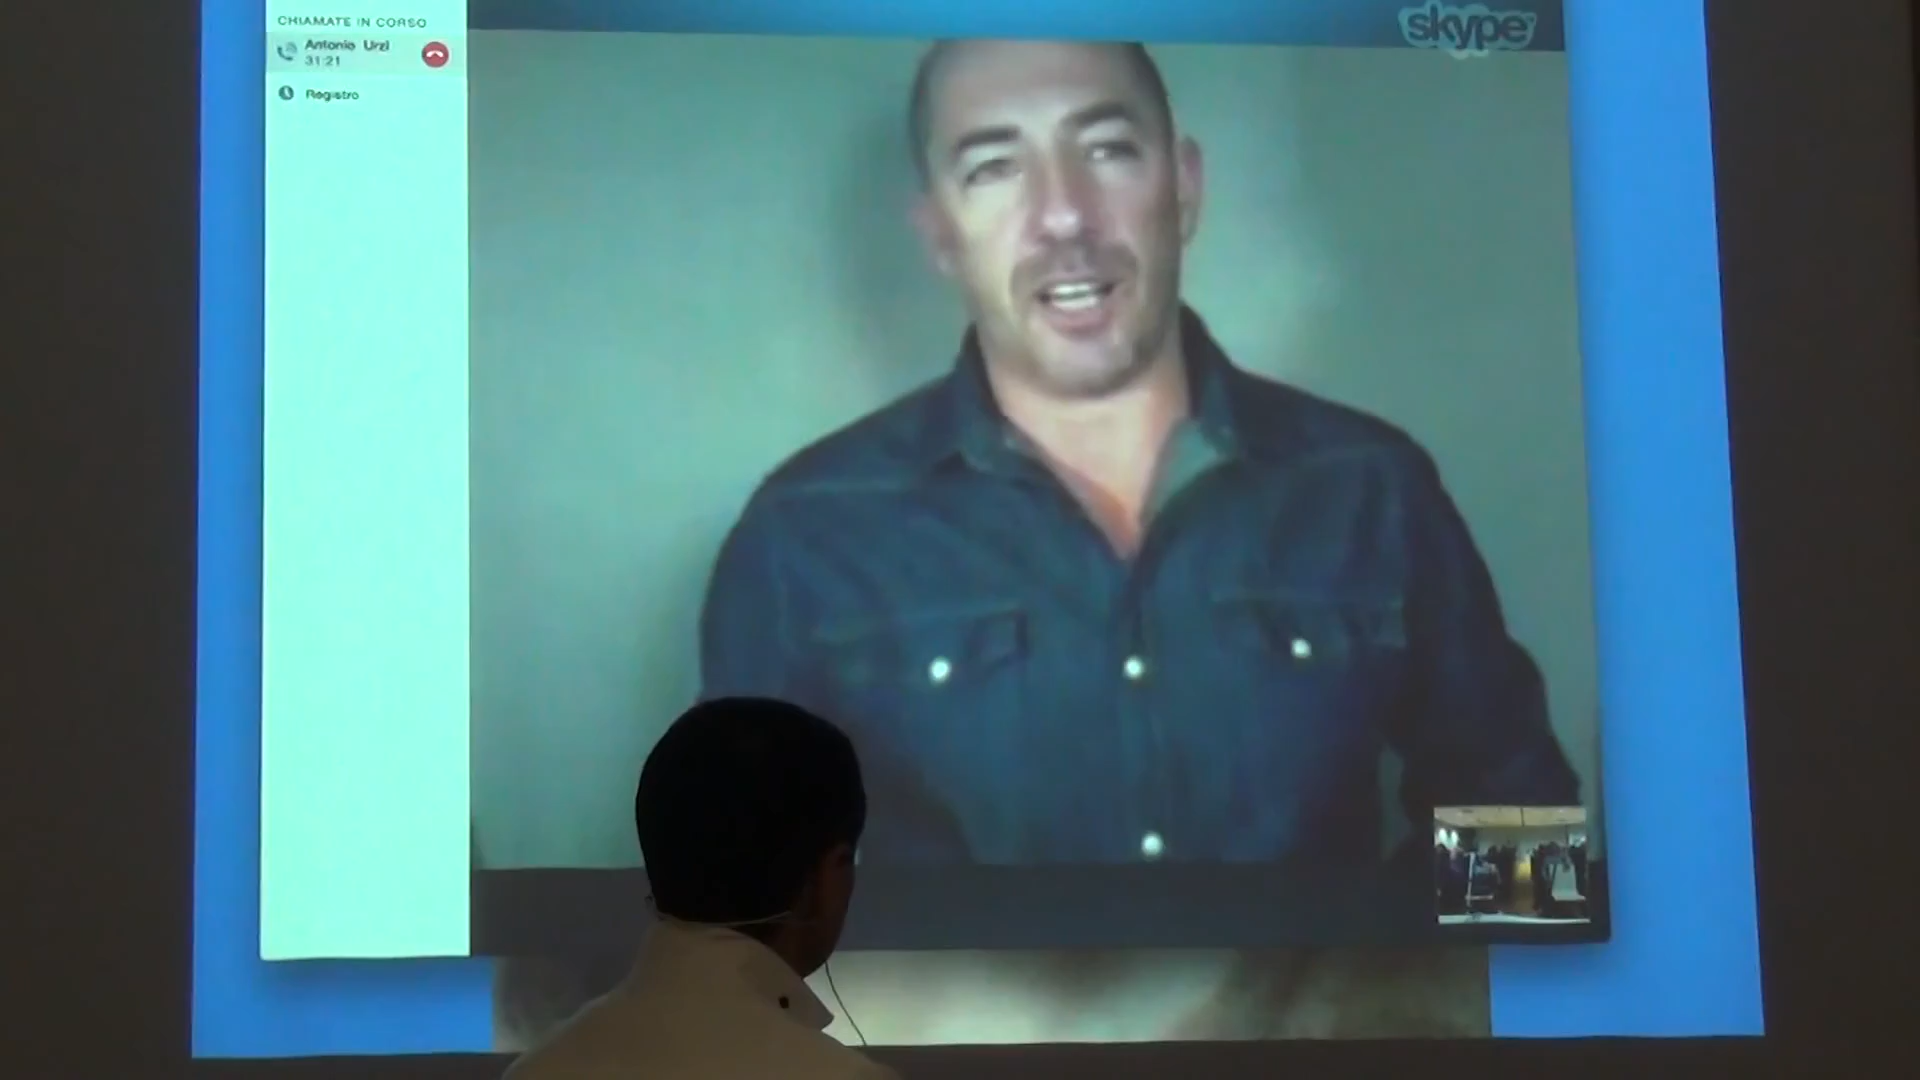 CHIAMATE IN CORSO
skype
Antonio Urzi
31:21
Registro